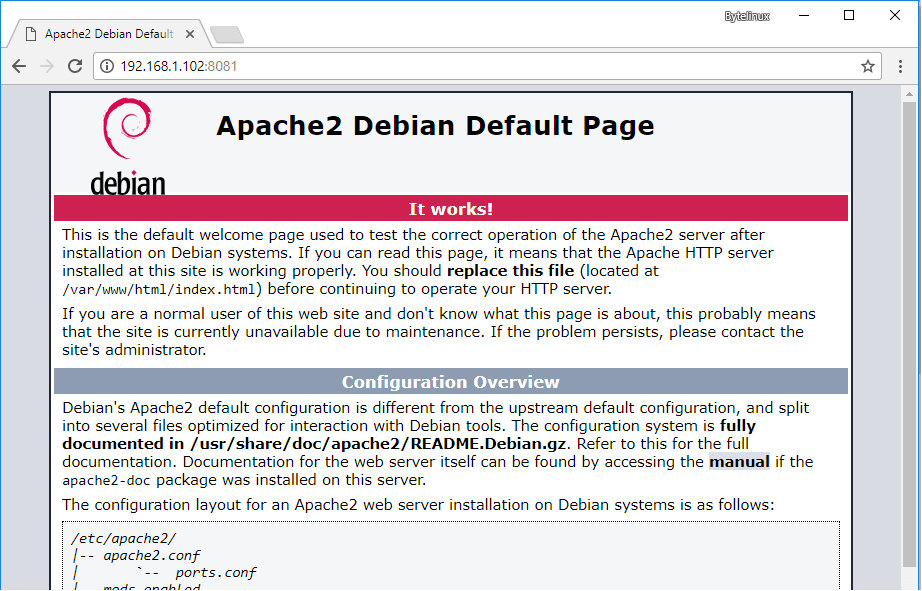 Bytelinux
Apache2 Debian Default
192.168.1.102:8081
debian
Apache2 Debian Default Page
It works!
This is the default welcome page used to test the correct operation of the Apache2 server after
installation on Debian systems. If you can read this page, it means that the Apache HTTP server
installed at this site is working properly. You should replace this file (located at
/var/www/html/index.html) before continuing to operate your HTTP server.
If you are a normal user of this web site and don't know what this page is about, this probably means
that the site is currently unavailable due to maintenance. If the problem persists, please contact the
site's administrator.
Configuration Overview
Debian's Apache2 default configuration is different from the upstream default configuration, and split
into several files optimized for interaction with Debian tools. The configuration system is fully
documented in /usr/share/doc/apache2/README.Debian.gz. Refer to this for the full
documentation. Documentation for the web server itself can be found by accessing the manual if the
apache2-doc package was installed on this server.
The configuration layout for an Apache2 web server installation on Debian systems is as follows:
/etc/apache2/
|-- apache2.conf
|       `--  ports.conf
|-- mods-enabled